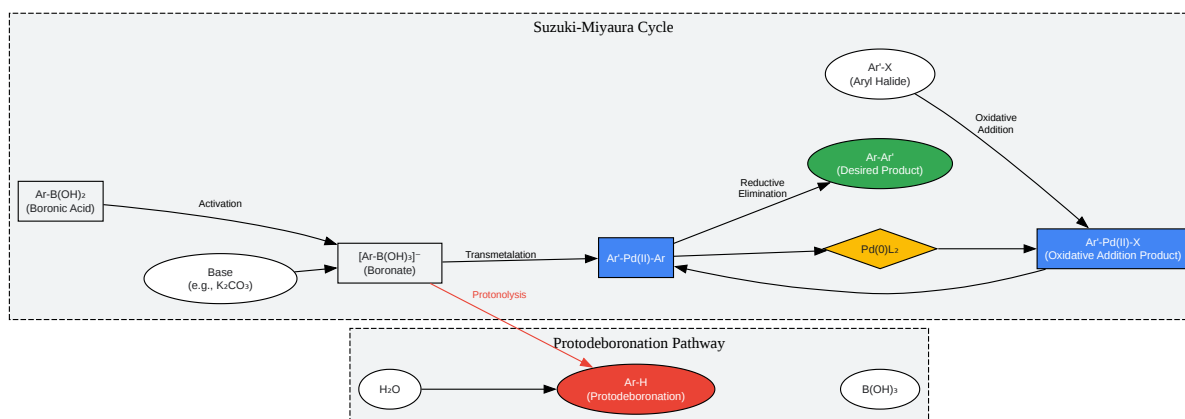 Suzuki-Miyaura Cycle
Ar'-X
(Aryl Halide)
Oxidative
Addition
Ar-Ar'
(Desired Product)
Reductive
Elimination
Ar-B(OH)₂
(Boronic Acid)
Activation
[Ar-B(OH)₃]⁻
(Boronate)
Transmetalation
Ar'-Pd(II)-Ar
Pd(0)L₂
Ar'-Pd(II)-X
(Oxidative Addition Product)
Base
(e.g., K₂CO₃)
Protonolysis
Protodeboronation Pathway
H₂O
Ar-H
(Protodeboronation)
B(OH)₃